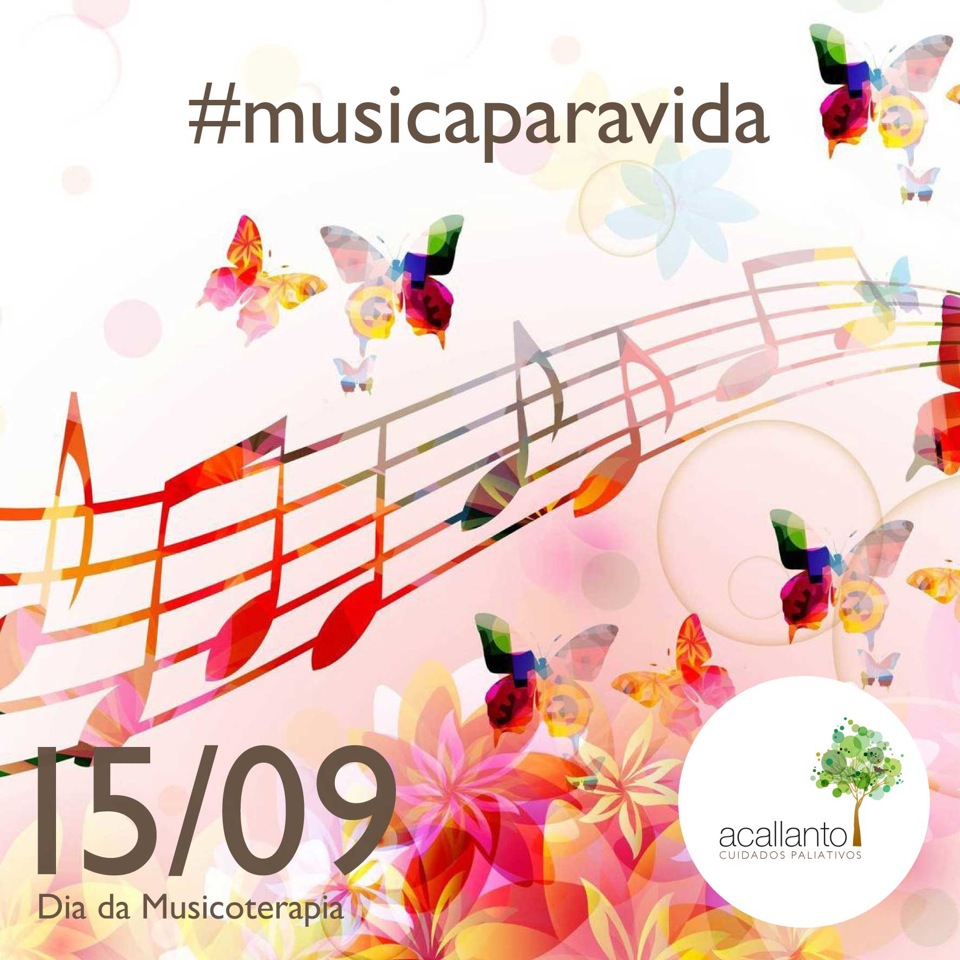 #musicaparavida
15/09
Dia da Musicoterapia
acallanto
CUIDADOS PALIATIVOS